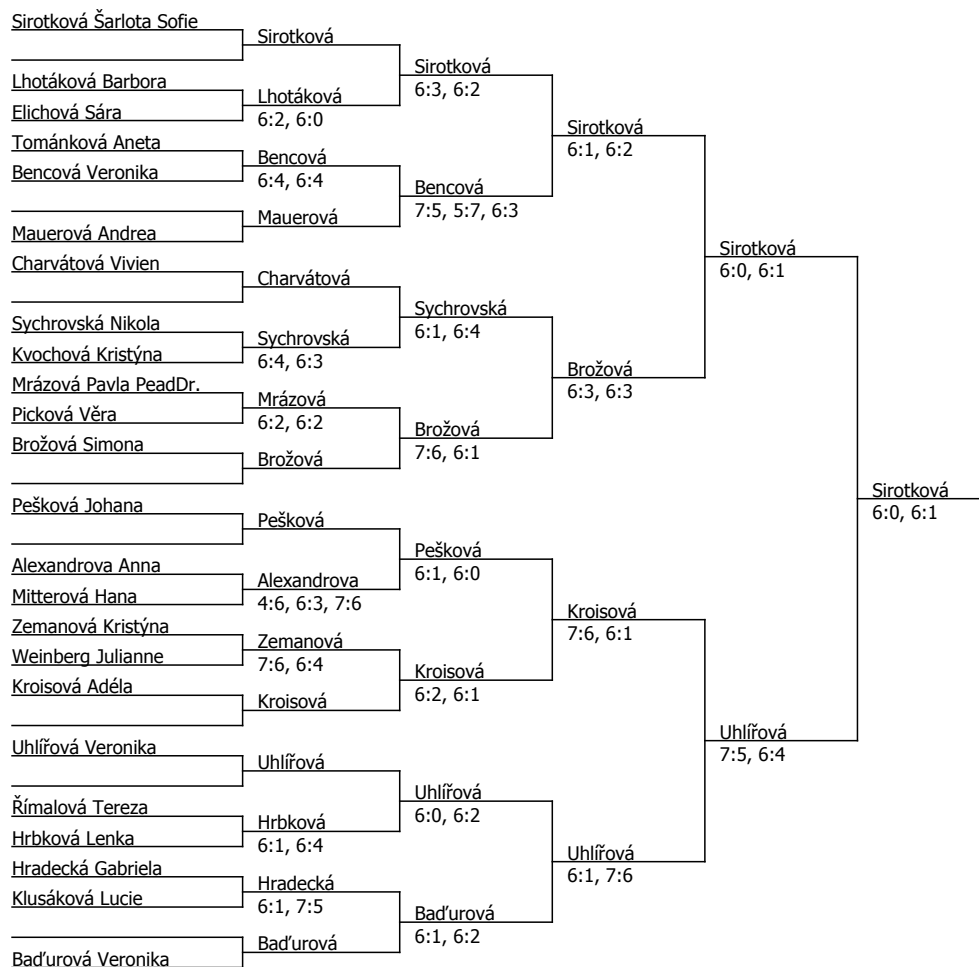 Sirotková Šarlota Sofie
Lhotáková Barbora
Elichová Sára
Tománková Aneta
Bencová Veronika
Mauerová Andrea
Charvátová Vivien
Sychrovská Nikola
Kvochová Kristýna
Mrázová Pavla PeadDr.
Picková Věra
Brožová Simona
Pešková Johana
Alexandrova Anna
Mitterová Hana
Zemanová Kristýna
Weinberg Julianne
Kroisová Adéla
Uhlířová Veronika
Římalová Tereza
Hrbková Lenka
Hradecká Gabriela
Klusáková Lucie
Baďurová Veronika
Sirotková
Lhotáková
6:2, 6:0
Bencová
6:4, 6:4
Mauerová
Charvátová
Sychrovská
6:4, 6:3
Mrázová
6:2, 6:2
Brožová
Pešková
Alexandrova
4:6, 6:3, 7:6
Zemanová
7:6, 6:4
Kroisová
Uhlířová
Hrbková
6:1, 6:4
Hradecká
6:1, 7:5
Baďurová
Sirotková
6:3, 6:2
Bencová
7:5, 5:7, 6:3
Sychrovská
6:1, 6:4
Brožová
7:6, 6:1
Pešková
6:1, 6:0
Kroisová
6:2, 6:1
Uhlířová
6:0, 6:2
Baďurová
6:1, 6:2
Sirotková
6:1, 6:2
Brožová
6:3, 6:3
Kroisová
7:6, 6:1
Uhlířová
6:1, 7:6
Sirotková
6:0, 6:1
Uhlířová
7:5, 6:4
Sirotková
6:0, 6:1